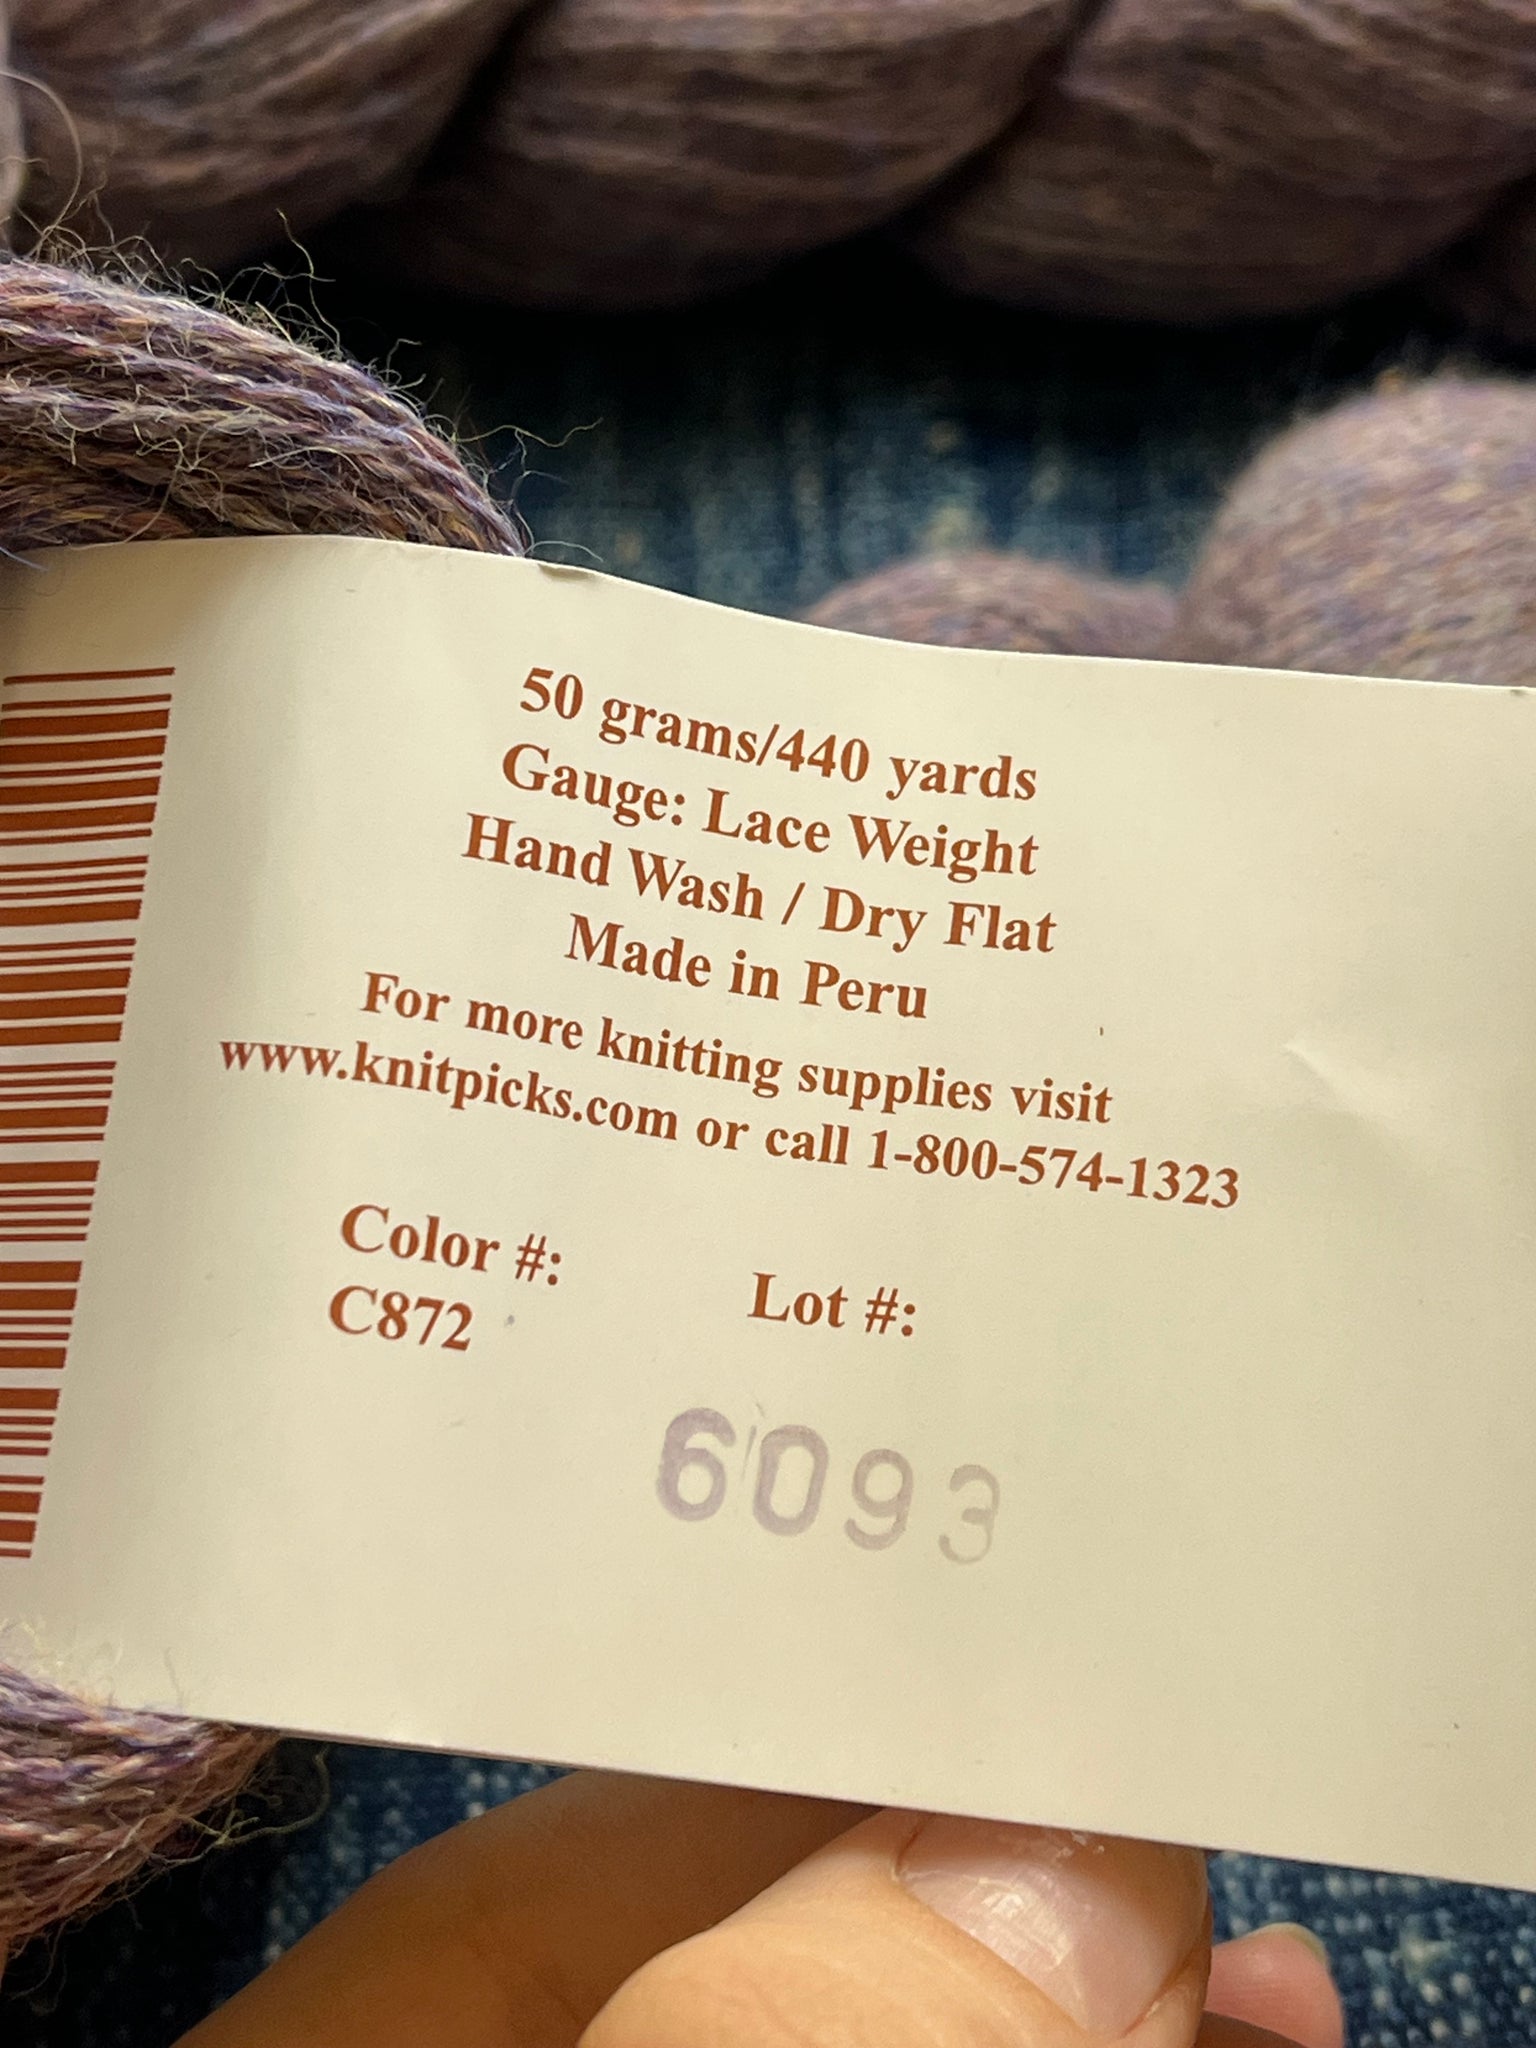 50 grams/440 yards
Gauge: Lace Weight
Hand Wash / Dry Flat
Made in Peru
For more knitting supplies visit
www.knitpicks.com or call 1-800-574-1323
Color #:
C872
Lot #:
6093